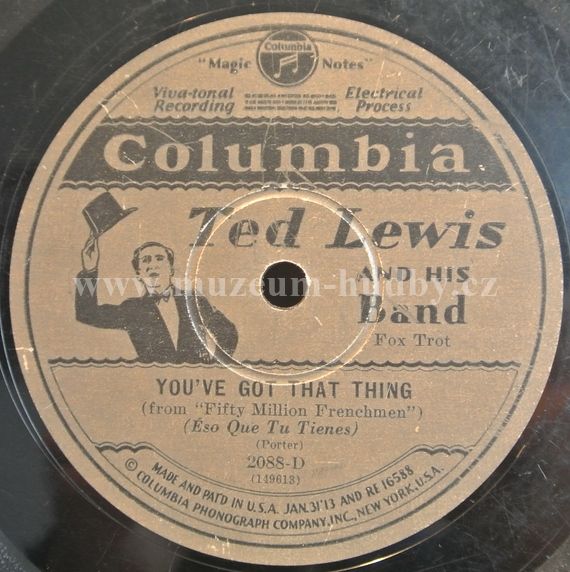 Columbia
"Magic Notes"
Viva-tonal Recording
Electrical Process
Columbia
Ted Lewis
AND HIS
Band
Fox Trot
www.muzeum-hudby.cz
YOU'VE GOT THAT THING
(from "Fifty Million Frenchmen")
(Éso Que Tu Tienes)
(Porter)
2088-D
(149613)
MADE AND PAT'D IN U.S.A. JAN.31'13 AND RE 16588
© COLUMBIA PHONOGRAPH COMPANY, INC., NEW YORK, U.S.A.